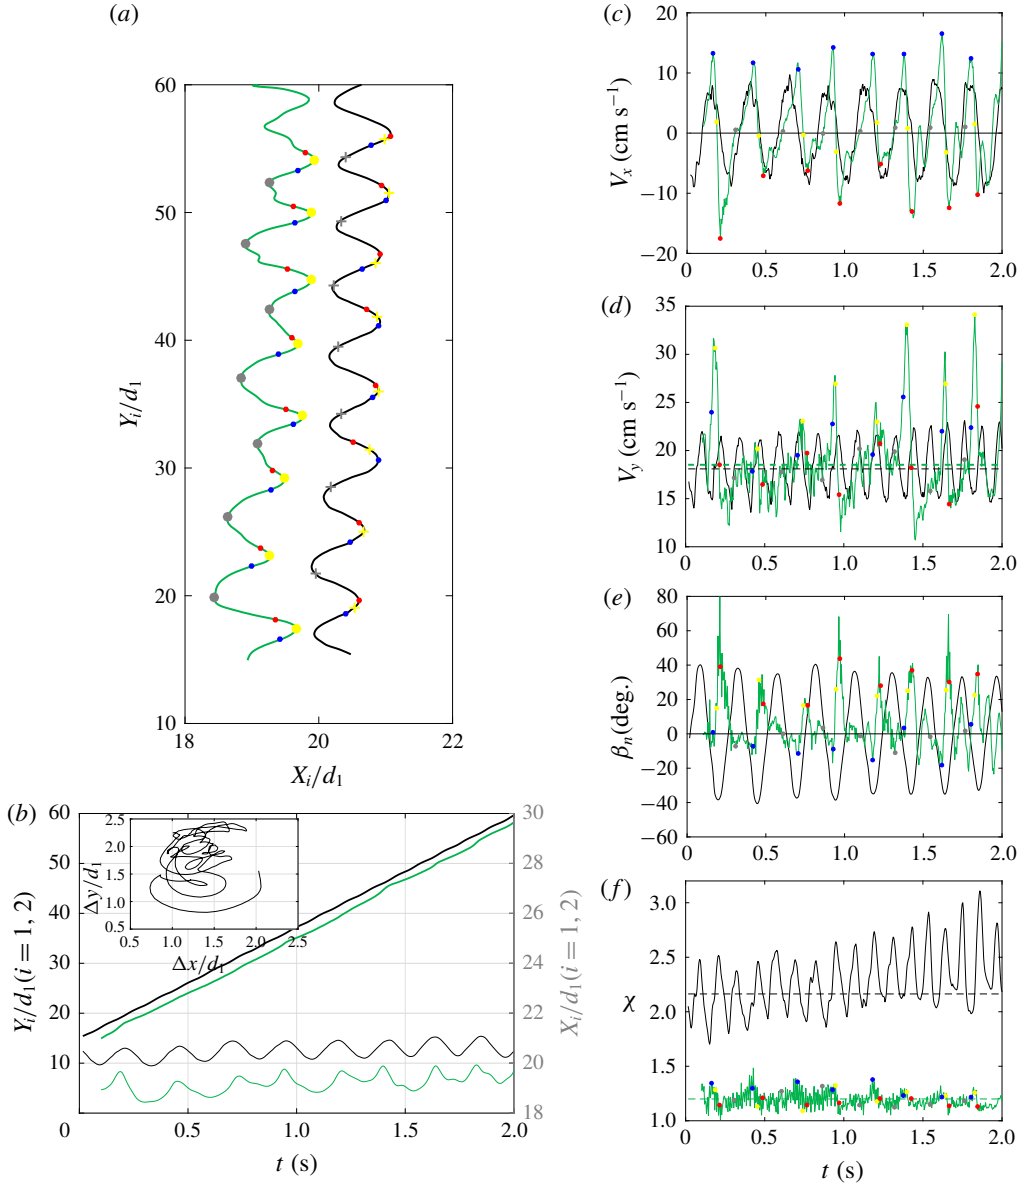 (a)
60
50
40
30
20
10
Y_i/d_1
18
20
22
X_i/d_1
(b)
60
50
40
30
20
10
0
Y_i/d_1(i = 1, 2)
2.5
2.0
1.5
1.0
0.5
Δy/d_1
0.5 1.0 1.5 2.0 2.5
Δx/d_1
30
28
26
24
22
20
18
X_i/d_1(i = 1, 2)
0.5 1.0 1.5 2.0
t (s)
(c)
20
10
0
−10
−20
V_x (cm s⁻¹)
0 0.5 1.0 1.5 2.0
(d)
35
30
25
20
15
10
V_y (cm s⁻¹)
0 0.5 1.0 1.5 2.0
(e)
80
60
40
20
0
−20
−40
−60
β_n(deg.)
0 0.5 1.0 1.5 2.0
(f)
3.0
2.5
2.0
1.5
1.0
χ
0 0.5 1.0 1.5 2.0
t (s)